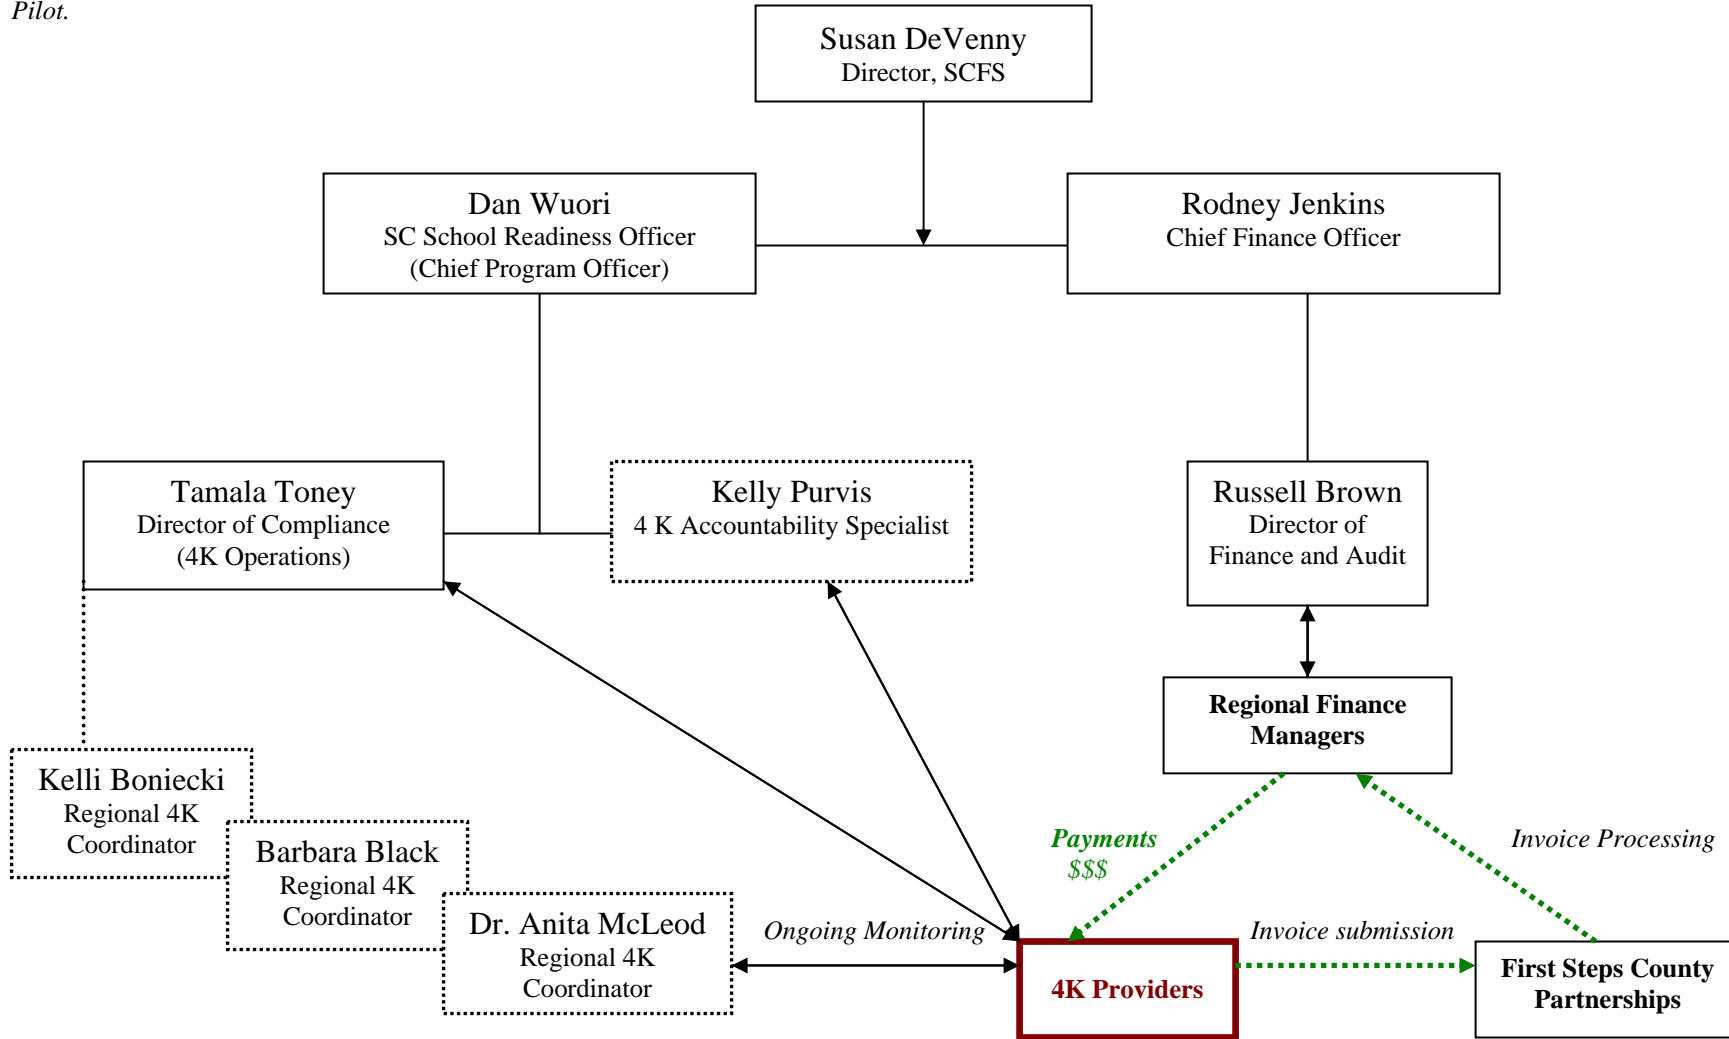 Pilot.
Susan DeVenny
Director, SCFS
Dan Wuori
SC School Readiness Officer
(Chief Program Officer)
Rodney Jenkins
Chief Finance Officer
Tamala Toney
Director of Compliance
(4K Operations)
Kelly Purvis
4 K Accountability Specialist
Russell Brown
Director of
Finance and Audit
Regional Finance
Managers
Kelli Boniecki
Regional 4K
Coordinator
Barbara Black
Regional 4K
Coordinator
Dr. Anita McLeod
Regional 4K
Coordinator
Ongoing Monitoring
Payments
$$$
Invoice Processing
Invoice submission
4K Providers
First Steps County
Partnerships